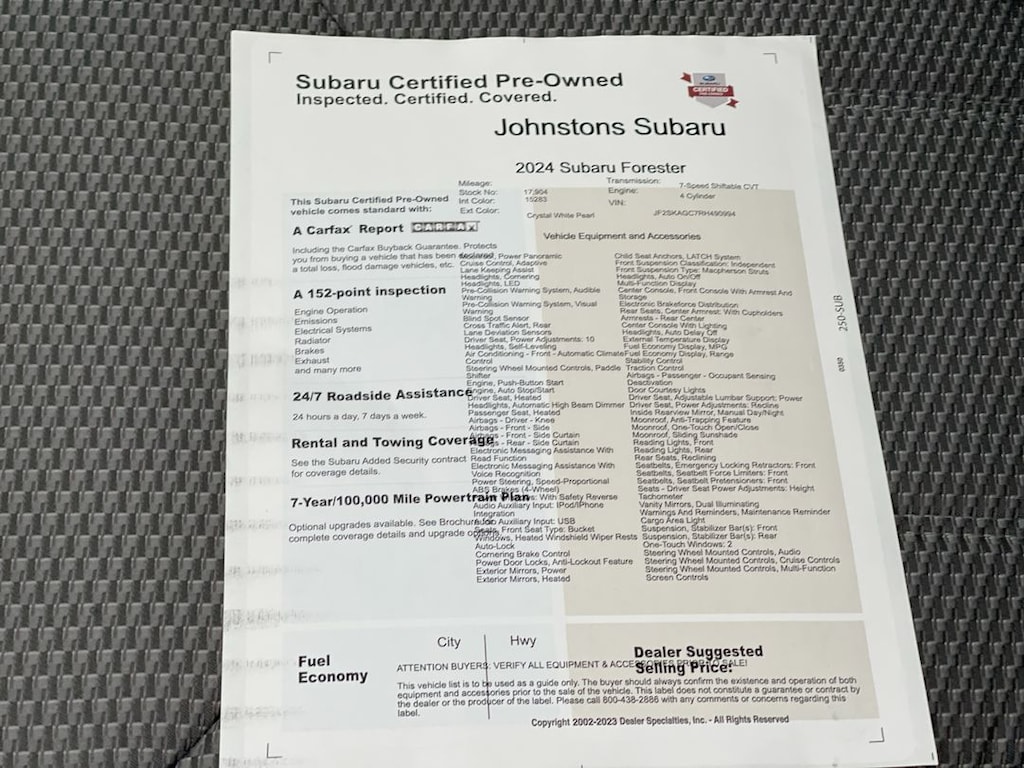 Subaru Certified Pre-Owned
Inspected. Certified. Covered.
SUBARU
CERTIFIED
PRE-OWNED
Johnstons Subaru
2024 Subaru Forester
Mileage:
17,904
Stock No:
15283
Int Color:
Ext Color:
Crystal White Pearl
Transmission:
7-Speed Shiftable CVT
Engine:
4 Cylinder
VIN:
JF2SKAGC7RH490994
This Subaru Certified Pre-Owned
vehicle comes standard with:
A Carfax Report CARFAX
Including the Carfax Buyback Guarantee. Protects
you from buying a vehicle that has been declared
a total loss, flood damage vehicles, etc.
A 152-point inspection
Engine Operation
Emissions
Electrical Systems
Radiator
Brakes
Exhaust
and many more
24/7 Roadside Assistance
24 hours a day, 7 days a week.
Rental and Towing Coverage
See the Subaru Added Security contract
for coverage details.
7-Year/100,000 Mile Powertrain Plan
Optional upgrades available. See Brochure for
complete coverage details and upgrade options.
Vehicle Equipment and Accessories
Moonroof, Power Panoramic
Cruise Control, Adaptive
Lane Keeping Assist
Headlights, Cornering
Headlights, LED
Pre-Collision Warning System, Audible
Warning
Pre-Collision Warning System, Visual
Warning
Blind Spot Sensor
Cross Traffic Alert, Rear
Lane Deviation Sensors
Driver Seat, Power Adjustments: 10
Headlights, Self-Leveling
Air Conditioning - Front - Automatic Climate
Control
Steering Wheel Mounted Controls, Paddle
Shifter
Engine, Push-Button Start
Engine, Auto Stop/Start
Driver Seat, Heated
Headlights, Automatic High Beam Dimmer
Passenger Seat, Heated
Airbags - Driver - Knee
Airbags - Front - Side
Airbags - Front - Side Curtain
Airbags - Rear - Side Curtain
Electronic Messaging Assistance With
Read Function
Electronic Messaging Assistance With
Voice Recognition
Power Steering, Speed-Proportional
ABS Brakes (4-Wheel)
With Safety Reverse
Audio Auxiliary Input: IPod/IPhone
Integration
Audio Auxiliary Input: USB
Seats, Front Seat Type: Bucket
Windows, Heated Windshield Wiper Rests
Auto-Lock
Cornering Brake Control
Power Door Locks, Anti-Lockout Feature
Exterior Mirrors, Power
Exterior Mirrors, Heated
Child Seat Anchors, LATCH System
Front Suspension Classification: Independent
Front Suspension Type: Macpherson Struts
Headlights, Auto On/Off
Multi-Function Display
Center Console, Front Console With Armrest And
Storage
Electronic Brakeforce Distribution
Rear Seats, Center Armrest: With Cupholders
Armrests - Rear Center
Center Console With Lighting
Headlights, Auto Delay Off
External Temperature Display
Fuel Economy Display, MPG
Fuel Economy Display, Range
Stability Control
Traction Control
Airbags - Passenger - Occupant Sensing
Deactivation
Door Courtesy Lights
Driver Seat, Adjustable Lumbar Support: Power
Driver Seat, Power Adjustments: Recline
Inside Rearview Mirror, Manual Day/Night
Moonroof, Anti-Trapping Feature
Moonroof, One-Touch Open/Close
Moonroof, Sliding Sunshade
Reading Lights, Front
Reading Lights, Rear
Rear Seats, Reclining
Seatbelts, Emergency Locking Retractors: Front
Seatbelts, Seatbelt Force Limiters: Front
Seatbelts, Seatbelt Pretensioners: Front
Seats - Driver Seat Power Adjustments: Height
Tachometer
Vanity Mirrors, Dual Illuminating
Warnings And Reminders, Maintenance Reminder
Cargo Area Light
Suspension, Stabilizer Bar(s): Front
Suspension, Stabilizer Bar(s): Rear
One-Touch Windows: 2
Steering Wheel Mounted Controls, Audio
Steering Wheel Mounted Controls, Cruise Controls
Steering Wheel Mounted Controls, Multi-Function
Screen Controls
250-SUB
Fuel
Economy
City
Hwy
Dealer Suggested
Selling Price:
ATTENTION BUYERS: VERIFY ALL EQUIPMENT & ACCESSORIES PRIOR TO SALE!
This vehicle list is to be used as a guide only. The buyer should always confirm the existence and operation of both
equipment and accessories prior to the sale of the vehicle. This label does not constitute a guarantee or contract by
the dealer or the producer of the label. Please call 800-438-2886 with any comments or concerns regarding this
label.
Copyright 2002-2023 Dealer Specialties, Inc. - All Rights Reserved